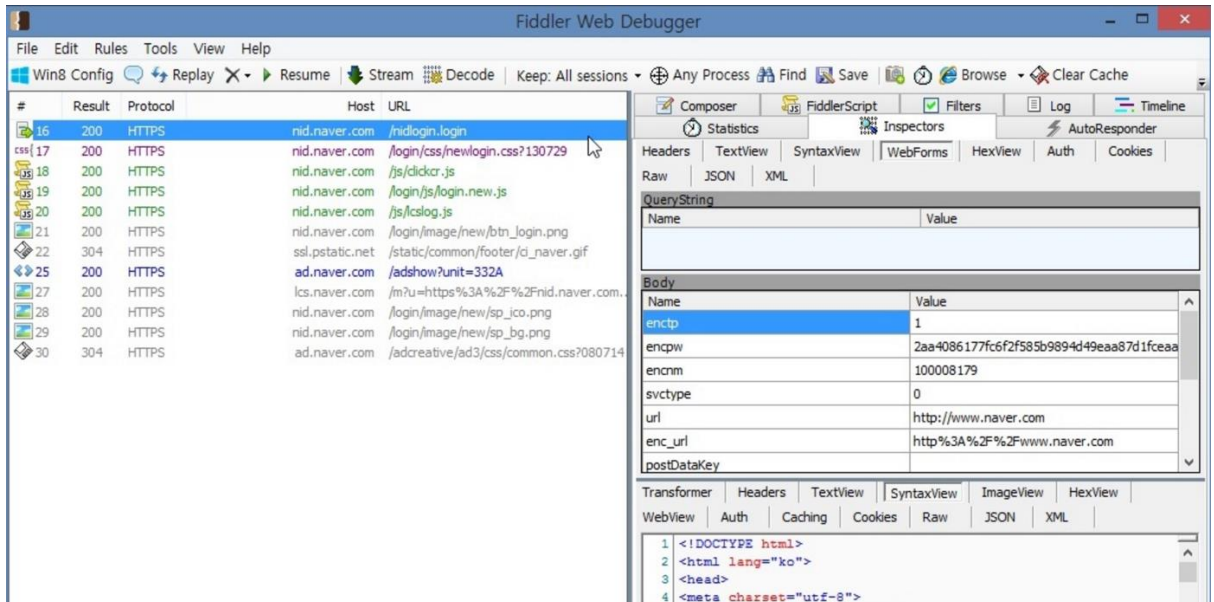 Fiddler Web Debugger
File Edit Rules Tools View Help
Win8 Config Replay X Resume Stream Decode Keep: All sessions Any Process Find Save Browse Clear Cache
# Result Protocol Host URL
16 200 HTTPS nid.naver.com /nidlogin.login
css 17 200 HTTPS nid.naver.com /login/css/newlogin.css?130729
JS 18 200 HTTPS nid.naver.com /js/clickcr.js
JS 19 200 HTTPS nid.naver.com /login/js/login.new.js
JS 20 200 HTTPS nid.naver.com /js/lcslog.js
21 200 HTTPS nid.naver.com /login/image/new/btn_login.png
22 304 HTTPS ssl.pstatic.net /static/common/footer/ci_naver.gif
25 200 HTTPS ad.naver.com /adshow?unit=332A
27 200 HTTPS lcs.naver.com /m?u=https%3A%2F%2Fnid.naver.com..
28 200 HTTPS nid.naver.com /login/image/new/sp_ico.png
29 200 HTTPS nid.naver.com /login/image/new/sp_bg.png
30 304 HTTPS ad.naver.com /adcreative/ad3/css/common.css?080714
Composer FiddlerScript Filters Log Timeline
Statistics Inspectors AutoResponder
Headers TextView SyntaxView WebForms HexView Auth Cookies
Raw JSON XML
QueryString
Name Value
Body
Name Value
enctp 1
encpw 2aa4086177fc6f2f585b9894d49eaa87d1fceaa
encnm 100008179
svctype 0
url http://www.naver.com
enc_url http%3A%2F%2Fwww.naver.com
postDataKey
Transformer Headers TextView SyntaxView ImageView HexView
WebView Auth Caching Cookies Raw JSON XML
1 <!DOCTYPE html>
2 <html lang="ko">
3 <head>
4 <meta charset="utf-8">